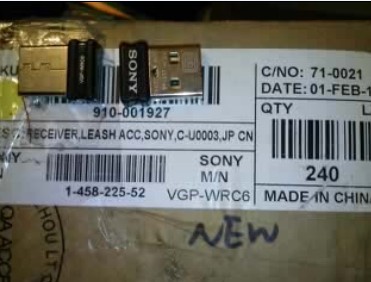 KU
SONY
910-001927
C/NO: 71-0021
DATE: 01-FEB-1
QTY
RECEIVER,LEASH ACC,SONY,C-U0003,JP CN
SONY
M/N
1-458-225-52
VGP-WRC6
240
MADE IN CHINA
NEW